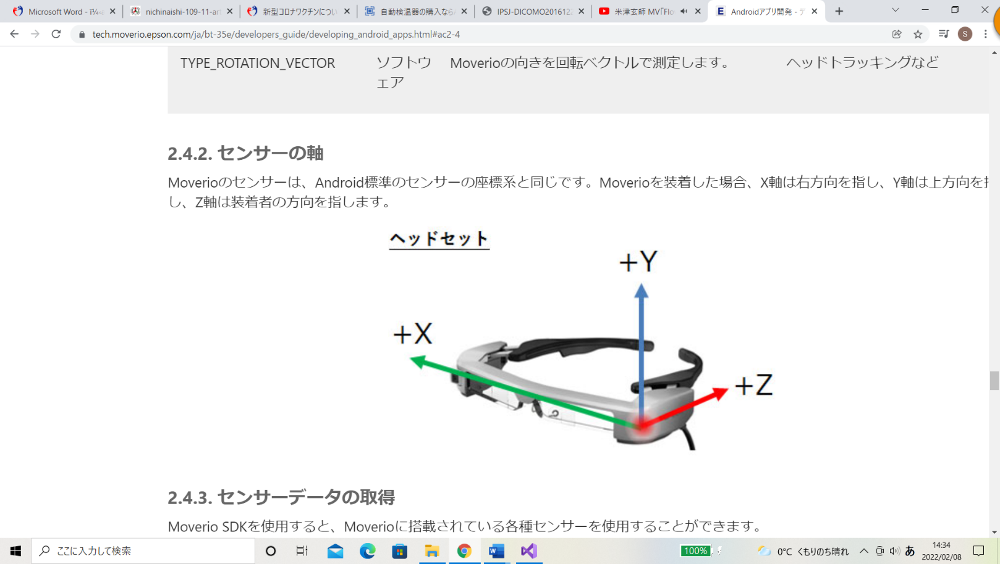 Microsoft Word - ï¼
nichinaishi-109-11-art
新型コロナワクチンについ
自動検温器の購入なら
IPSJ-DICOMO2016122
米津玄師 MV「Flo
Androidアプリ開発 - デ
tech.moverio.epson.com/ja/bt-35e/developers_guide/developing_android_apps.html#ac2-4
S
TYPE_ROTATION_VECTOR ソフトウ Moverioの向きを回転ベクトルで測定します。 ヘッドトラッキングなど
ェア
2.4.2. センサーの軸
Moverioのセンサーは、Android標準のセンサーの座標系と同じです。Moverioを装着した場合、X軸は右方向を指し、Y軸は上方向を指
し、Z軸は装着者の方向を指します。
ヘッドセット
+Y
+X
+Z
2.4.3. センサーデータの取得
Moverio SDKを使用すると、Moverioに搭載されている各種センサーを使用することができます。
ここに入力して検索
100%
0°C くもりのち晴れ
あ
14:34
2022/02/08